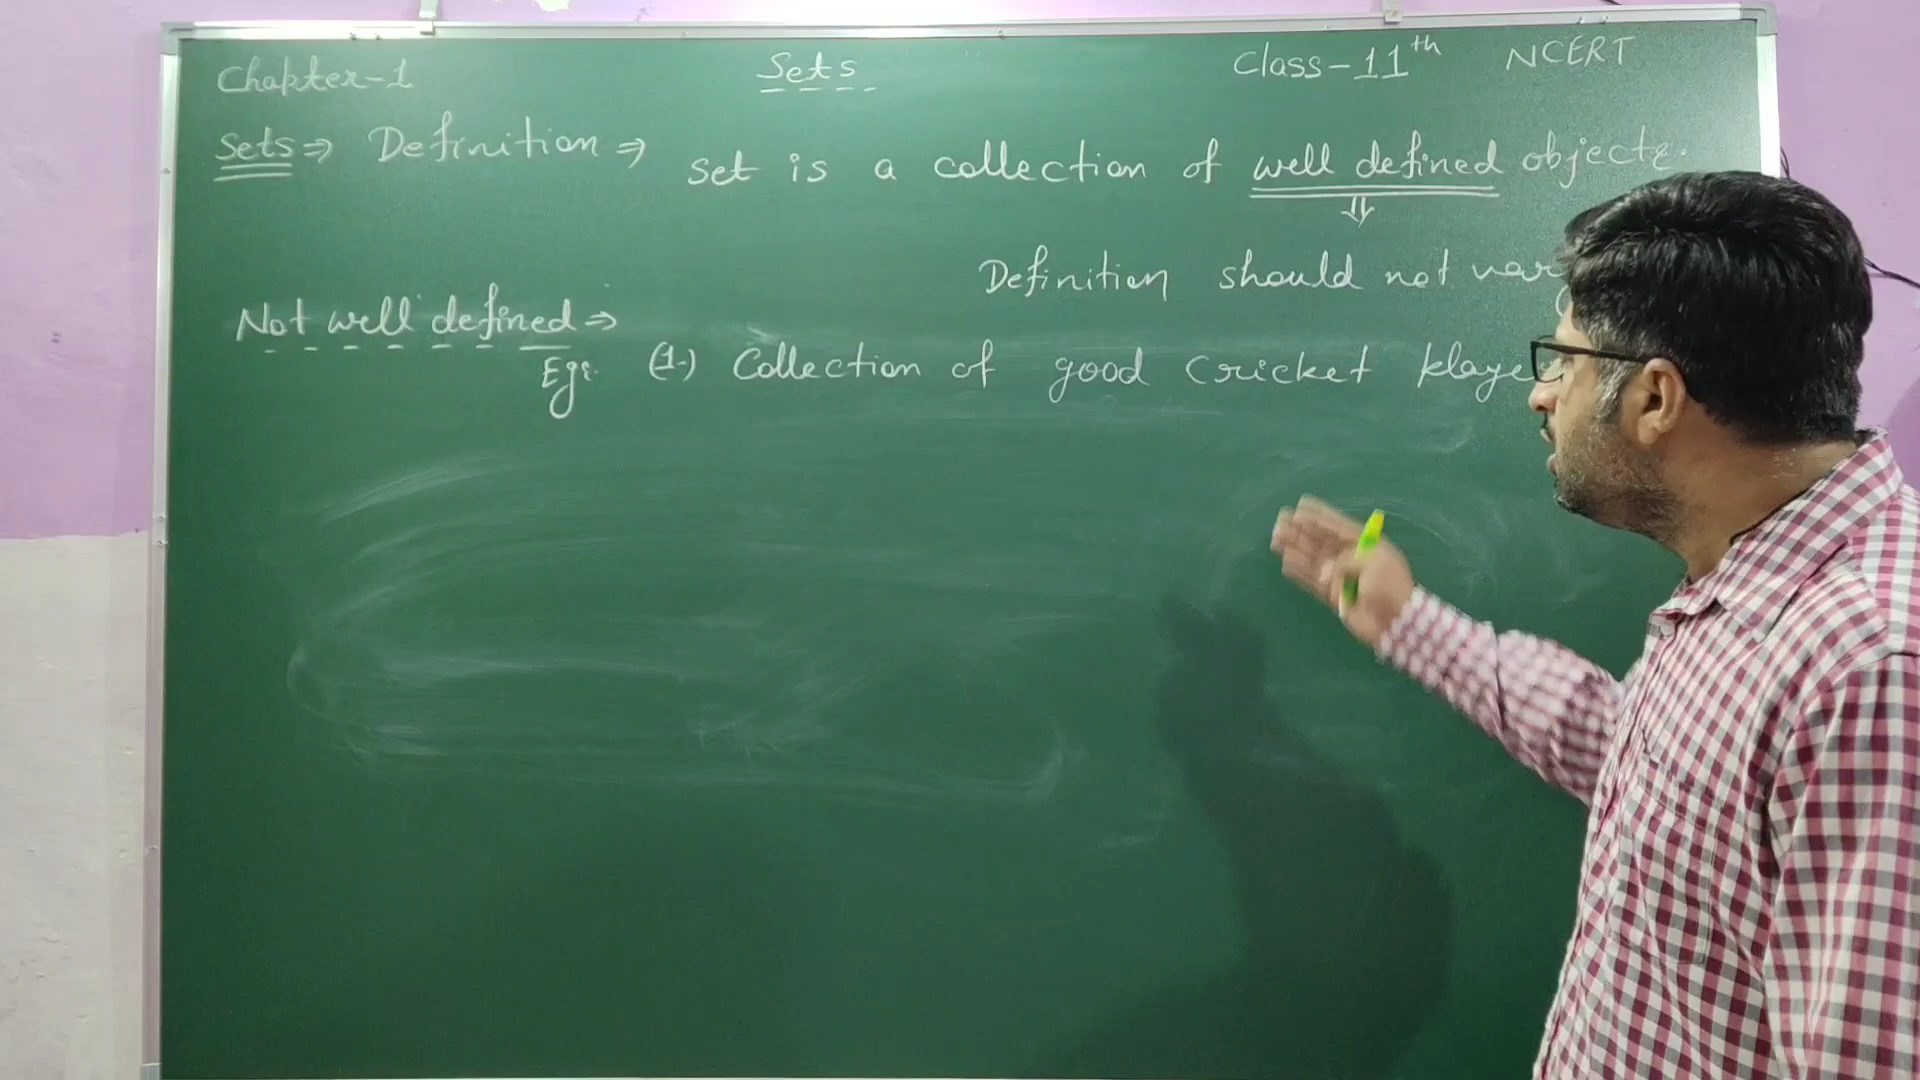 Chapter-1 Sets Class-11th NCERT
Sets ⇒ Definition ⇒ Set is a collection of well defined objects.
⇓
Definition should not vary
Not well defined ⇒
Eg: (1.) Collection of good cricket